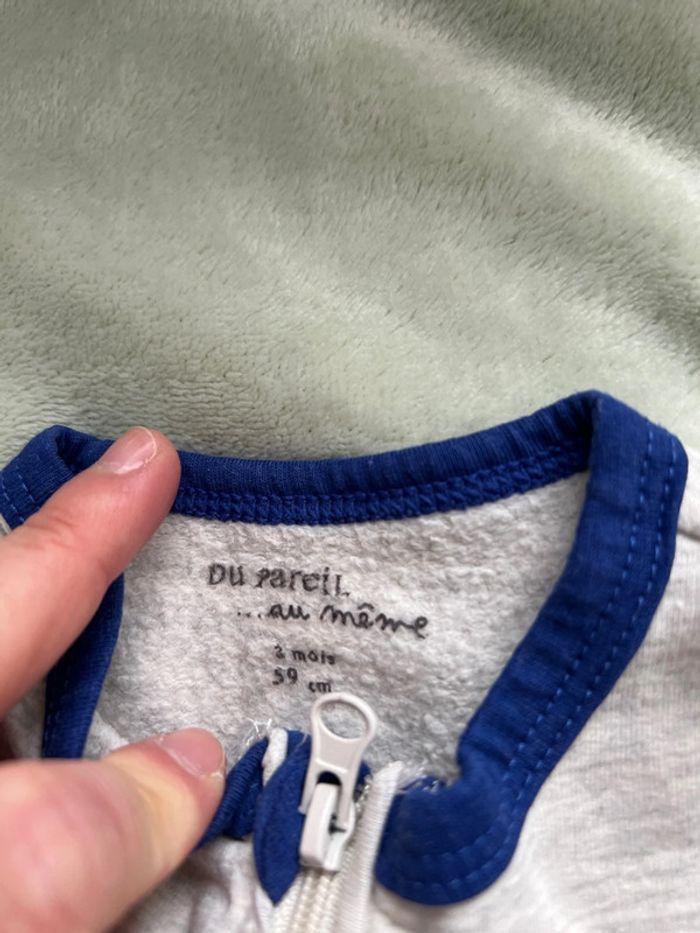 DU PAREIL
...au même
3 mois
59 cm